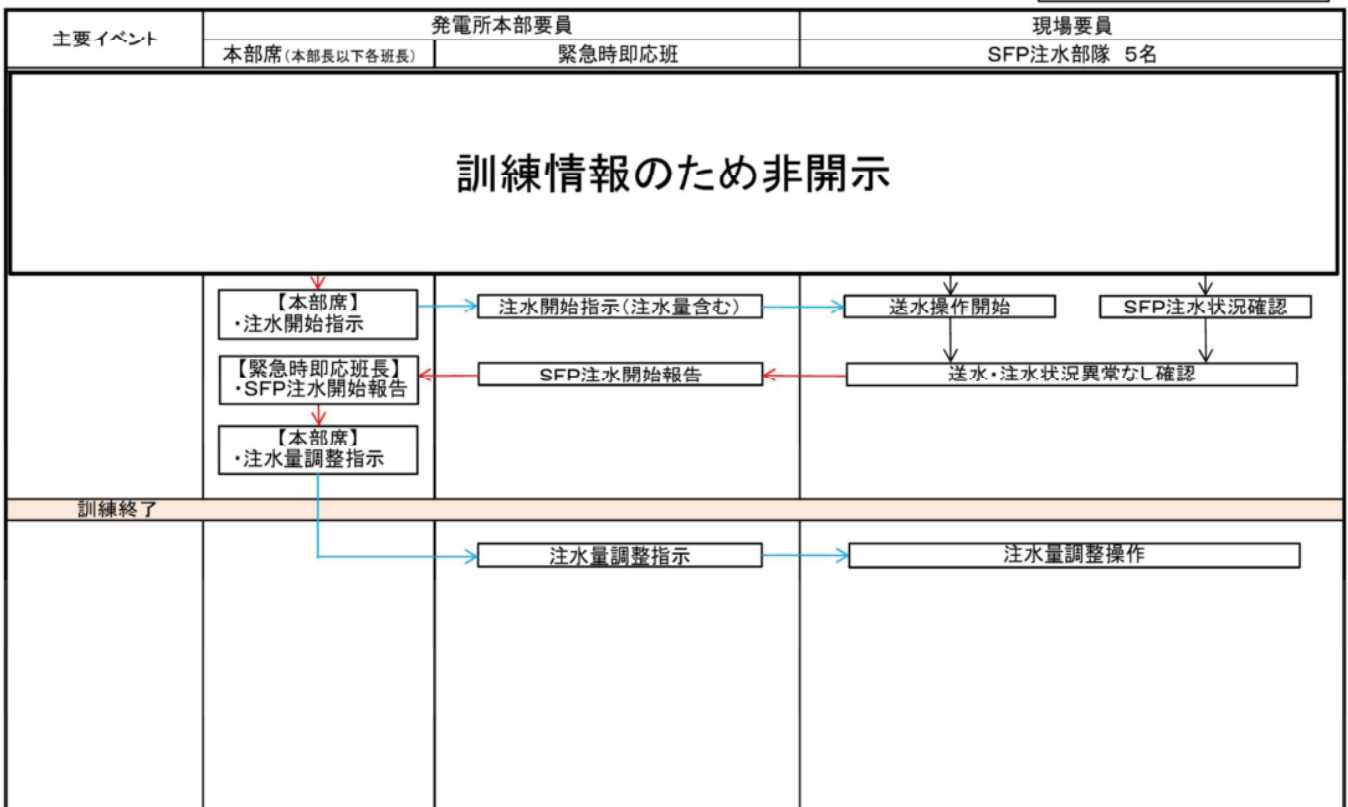 主要イベント
発電所本部要員
現場要員
本部席(本部長以下各班長)
緊急時即応班
SFP注水部隊 5名
訓練情報のため非開示
【本部席】
・注水開始指示
注水開始指示(注水量含む)
送水操作開始
SFP注水状況確認
【緊急時即応班長】
・SFP注水開始報告
SFP注水開始報告
送水・注水状況異常なし確認
【本部席】
・注水量調整指示
訓練終了
注水量調整指示
注水量調整操作